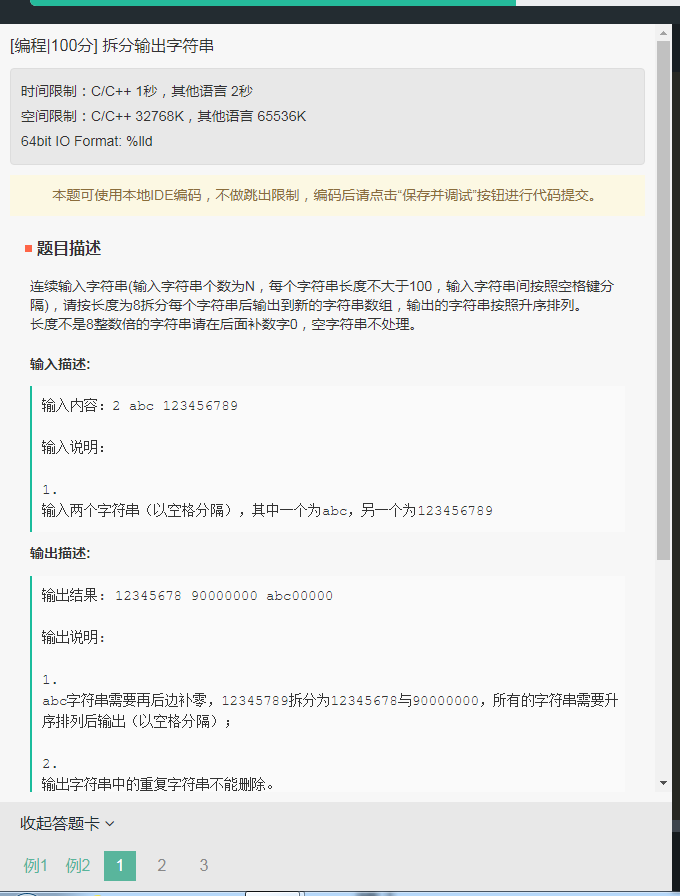 [编程|100分] 拆分输出字符串
时间限制：C/C++ 1秒，其他语言 2秒
空间限制：C/C++ 32768K，其他语言 65536K
64bit IO Format: %lld
本题可使用本地IDE编码，不做跳出限制，编码后请点击“保存并调试”按钮进行代码提交。
题目描述
连续输入字符串(输入字符串个数为N，每个字符串长度不大于100，输入字符串间按照空格键分
隔)，请按长度为8拆分每个字符串后输出到新的字符串数组，输出的字符串按照升序排列。
长度不是8整数倍的字符串请在后面补数字0，空字符串不处理。
输入描述:
输入内容：2 abc 123456789
输入说明：
1.
输入两个字符串（以空格分隔），其中一个为abc，另一个为123456789
输出描述:
输出结果：12345678 90000000 abc00000
输出说明：
1.
abc字符串需要再后边补零，12345789拆分为12345678与90000000，所有的字符串需要升
序排列后输出（以空格分隔）；
2.
输出字符串中的重复字符串不能删除。
收起答题卡
例1 例2 1 2 3